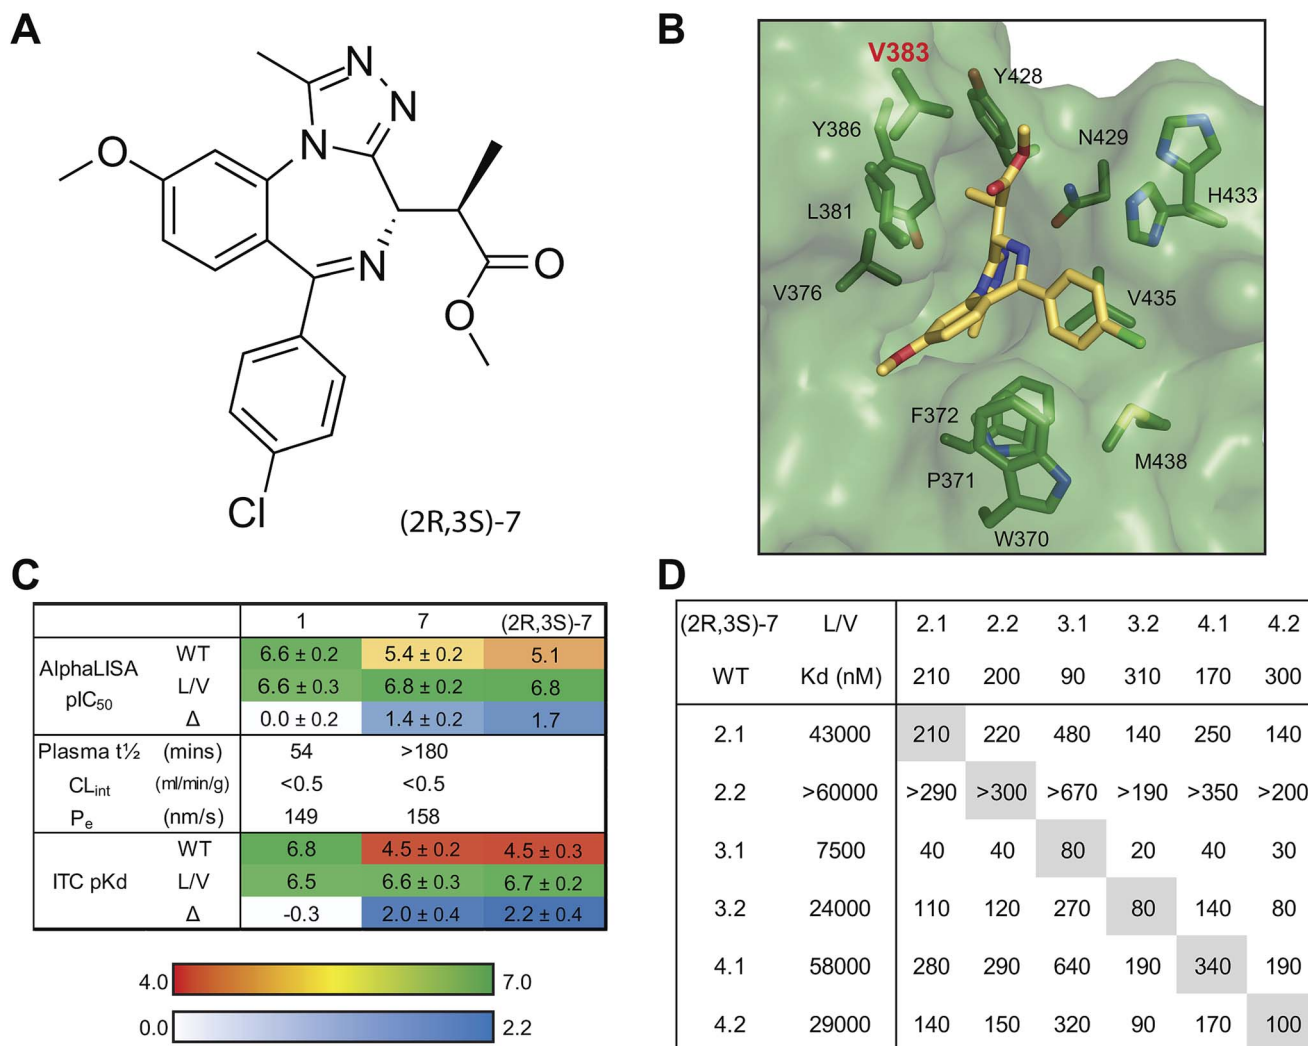 A
N
N
N
N
O
O
O
Cl
(2R,3S)-7
B
V383
Y428
Y386
N429
L381
H433
V376
V435
F372
P371
M438
W370
C
1 7 (2R,3S)-7
AlphaLISA pIC50
WT 6.6 ± 0.2 5.4 ± 0.2 5.1
L/V 6.6 ± 0.3 6.8 ± 0.2 6.8
Δ 0.0 ± 0.2 1.4 ± 0.2 1.7
Plasma t½ (mins) 54 >180
CLint (ml/min/g) <0.5 <0.5
Pe (nm/s) 149 158
ITC pKd
WT 6.8 4.5 ± 0.2 4.5 ± 0.3
L/V 6.5 6.6 ± 0.3 6.7 ± 0.2
Δ -0.3 2.0 ± 0.4 2.2 ± 0.4
4.0 7.0
0.0 2.2
D
(2R,3S)-7 L/V 2.1 2.2 3.1 3.2 4.1 4.2
WT Kd (nM) 210 200 90 310 170 300
2.1 43000 210 220 480 140 250 140
2.2 >60000 >290 >300 >670 >190 >350 >200
3.1 7500 40 40 80 20 40 30
3.2 24000 110 120 270 80 140 80
4.1 58000 280 290 640 190 340 190
4.2 29000 140 150 320 90 170 100